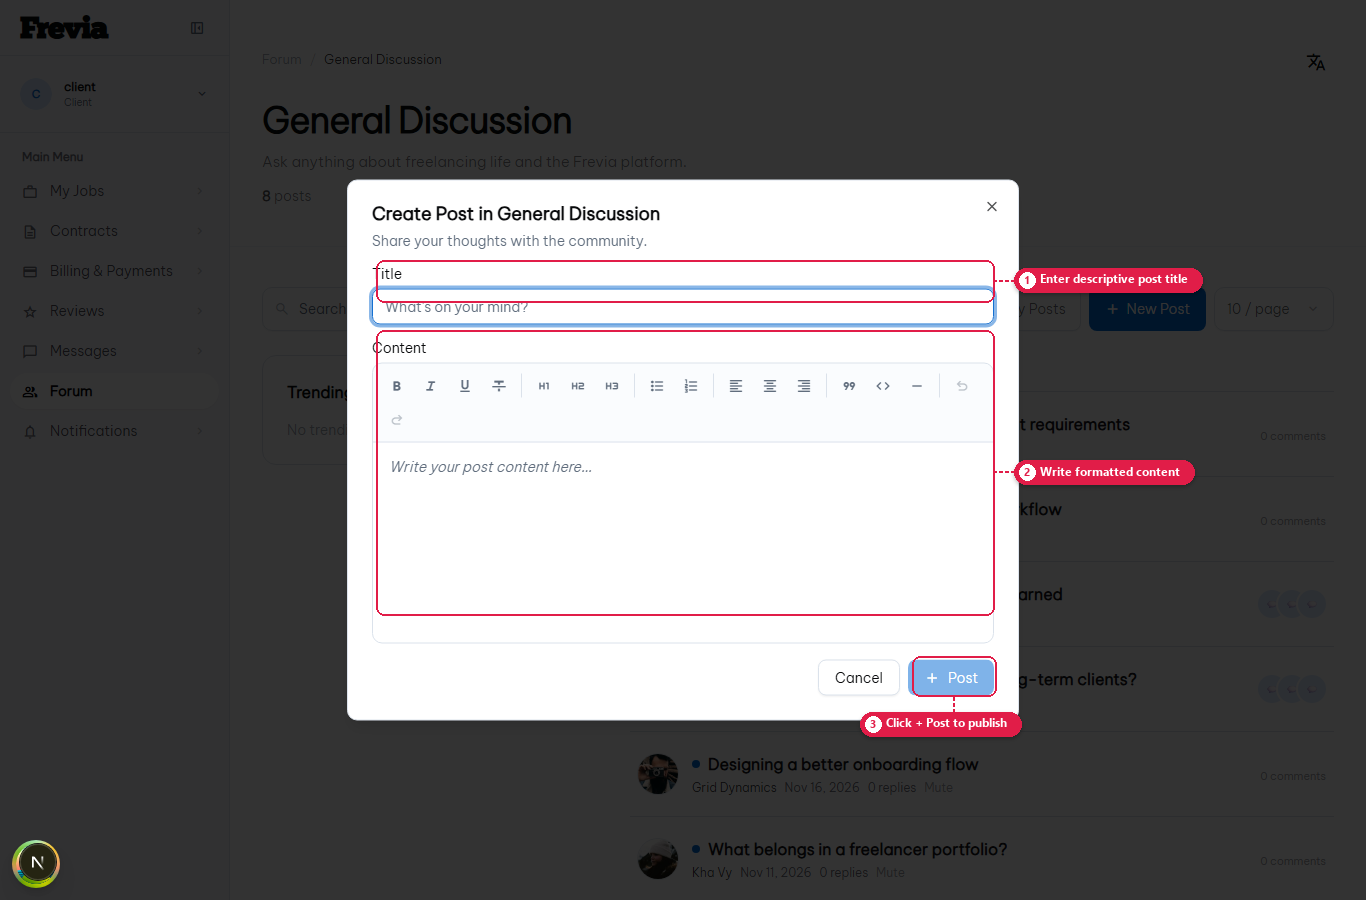 Frevia
C
client
Client
Main Menu
My Jobs
Contracts
Billing & Payments
Reviews
Messages
Forum
Notifications
Forum / General Discussion
General Discussion
Ask anything about freelancing life and the Frevia platform.
8 posts
Search
y Posts
+ New Post
10 / page
Trending
No trend
Create Post in General Discussion
Share your thoughts with the community.
Title
What's on your mind?
Content
B I U T H1 H2 H3 99 <>
Write your post content here...
Cancel
+ Post
1 Enter descriptive post title
2 Write formatted content
3 Click + Post to publish
t requirements
0 comments
kflow
0 comments
arned
g-term clients?
Designing a better onboarding flow
Grid Dynamics Nov 16, 2026 0 replies Mute
0 comments
What belongs in a freelancer portfolio?
Kha Vy Nov 11, 2026 0 replies Mute
0 comments
N